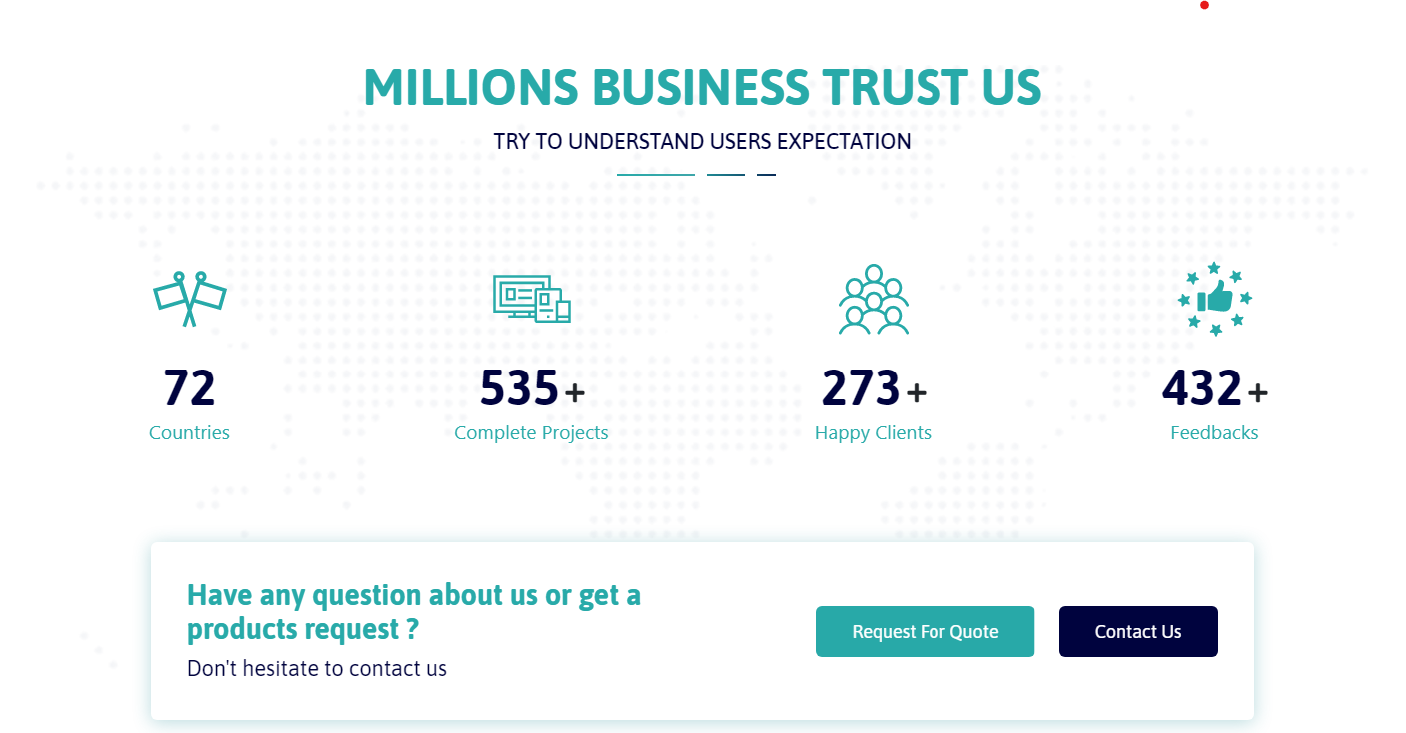 MILLIONS BUSINESS TRUST US
TRY TO UNDERSTAND USERS EXPECTATION
72
Countries
535+
Complete Projects
273+
Happy Clients
432+
Feedbacks
Have any question about us or get a
products request ?
Don't hesitate to contact us
Request For Quote
Contact Us